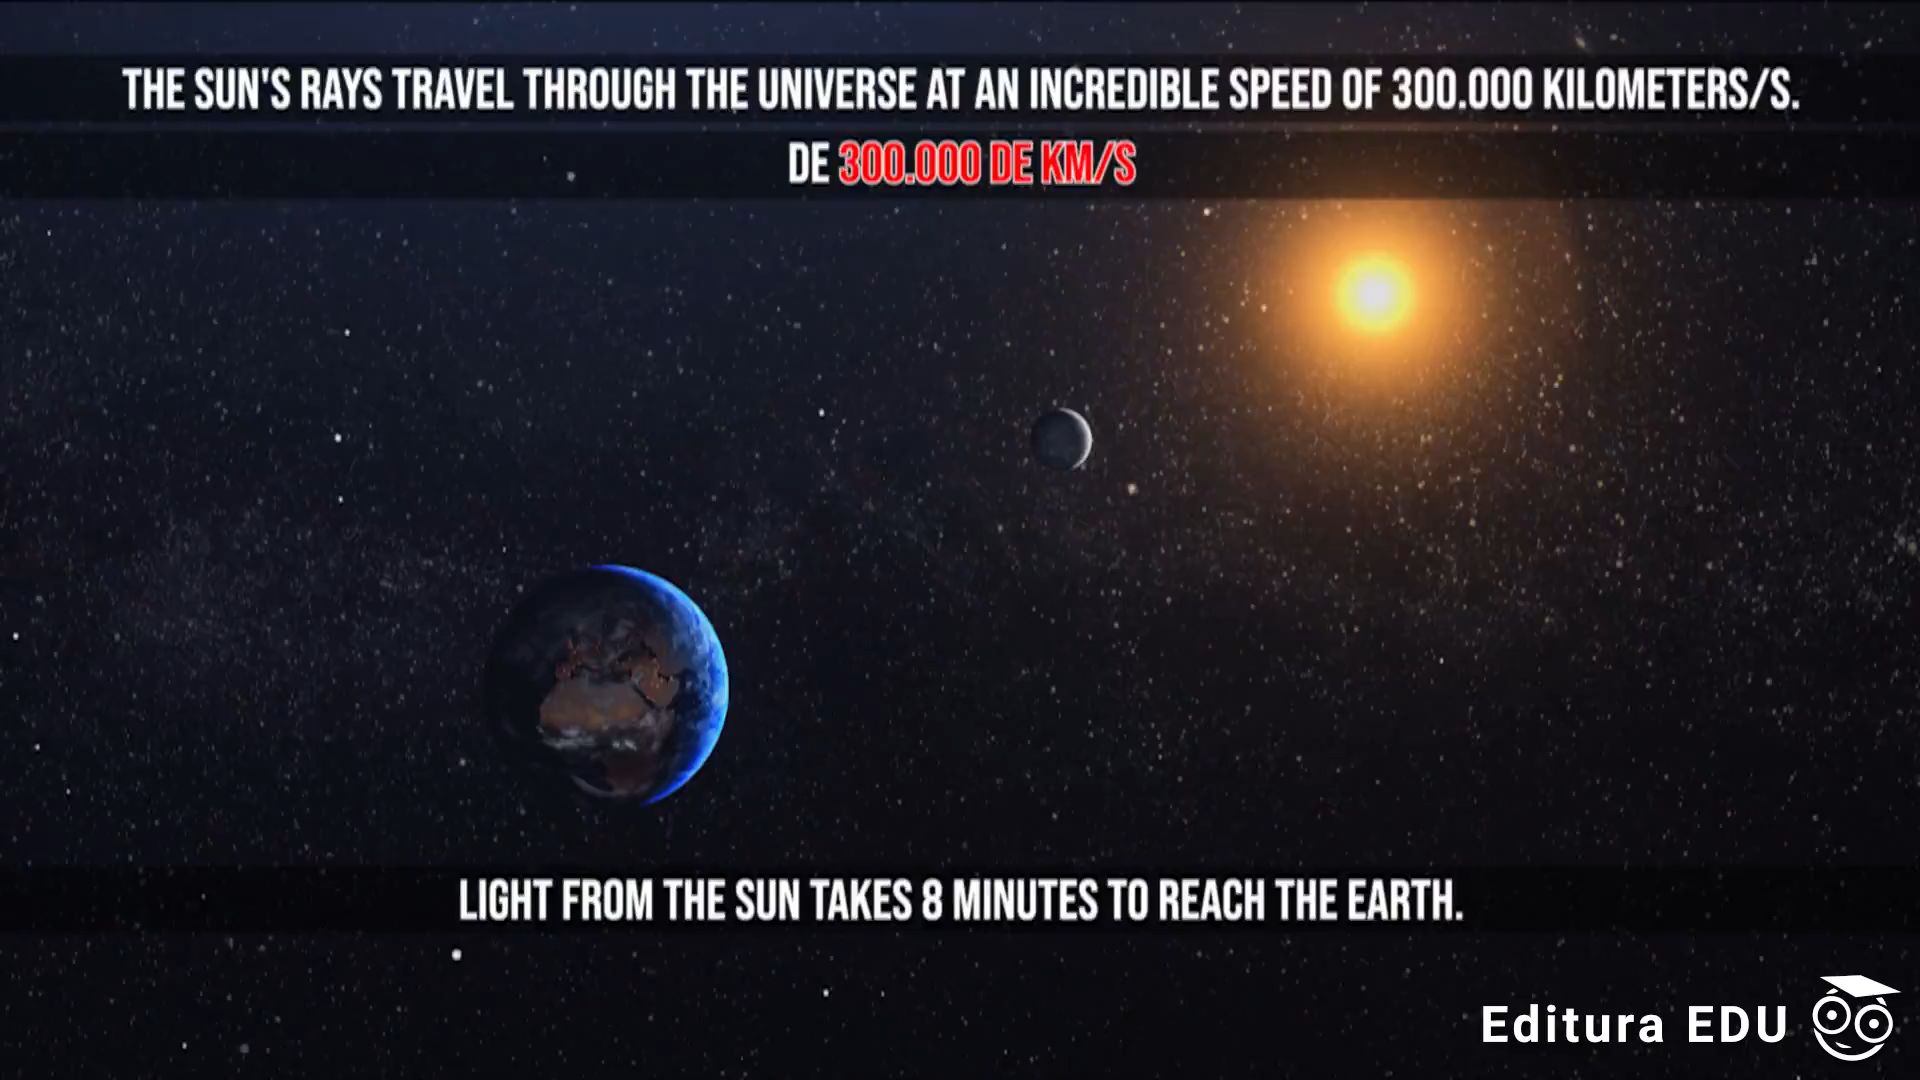 THE SUN'S RAYS TRAVEL THROUGH THE UNIVERSE AT AN INCREDIBLE SPEED OF 300.000 KILOMETERS/S.
DE 300.000 DE KM/S
LIGHT FROM THE SUN TAKES 8 MINUTES TO REACH THE EARTH.
Editura EDU